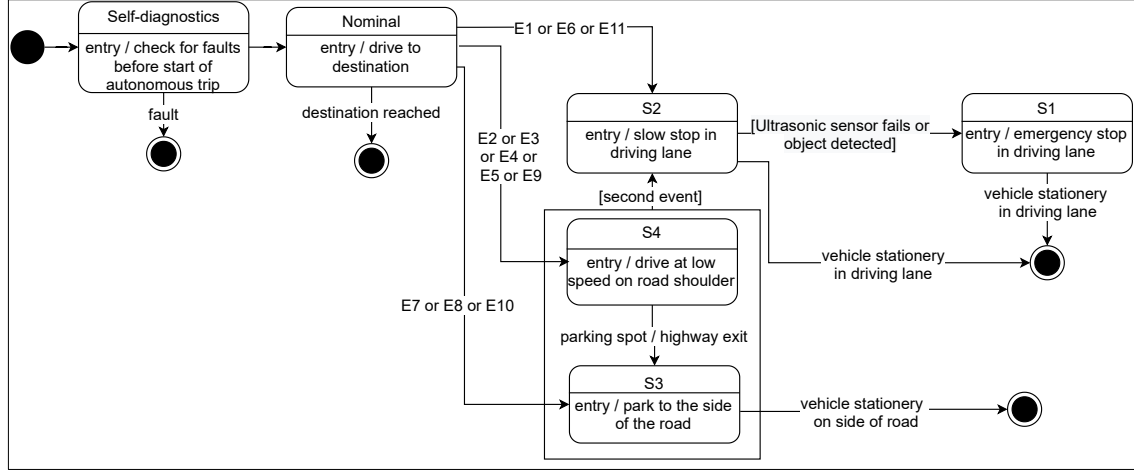 Self-diagnostics
entry / check for faults
before start of
autonomous trip
fault
Nominal
entry / drive to
destination
destination reached
E1 or E6 or E11
E2 or E3
or E4 or
E5 or E9
E7 or E8 or E10
S2
entry / slow stop in
driving lane
[Ultrasonic sensor fails or
object detected]
S1
entry / emergency stop
in driving lane
vehicle stationery
in driving lane
[second event]
S4
entry / drive at low
speed on road shoulder
vehicle stationery
in driving lane
parking spot / highway exit
S3
entry / park to the side
of the road
vehicle stationery
on side of road